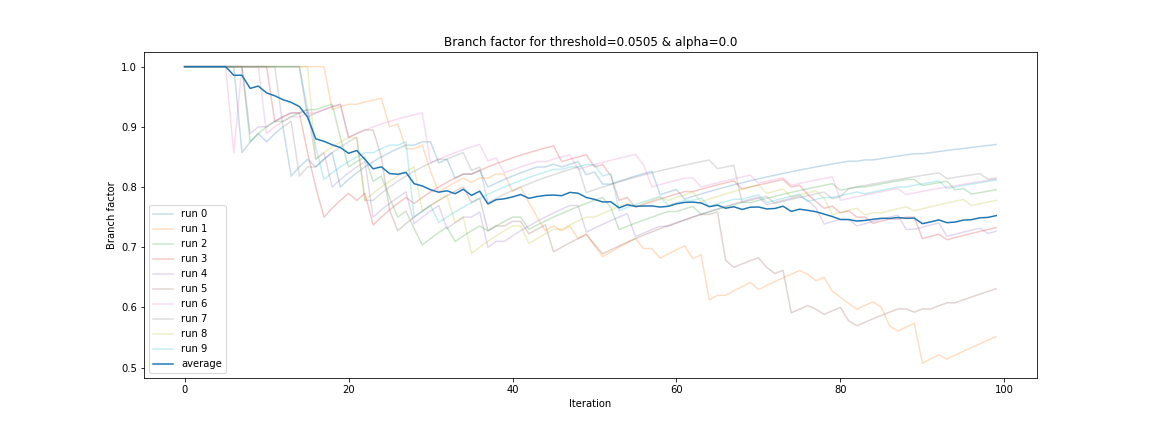 Branch factor for threshold=0.0505 & alpha=0.0
1.0
0.9
0.8
0.7
0.6
0.5
Branch factor
run 0
run 1
run 2
run 3
run 4
run 5
run 6
run 7
run 8
run 9
average
0 20 40 60 80 100
Iteration